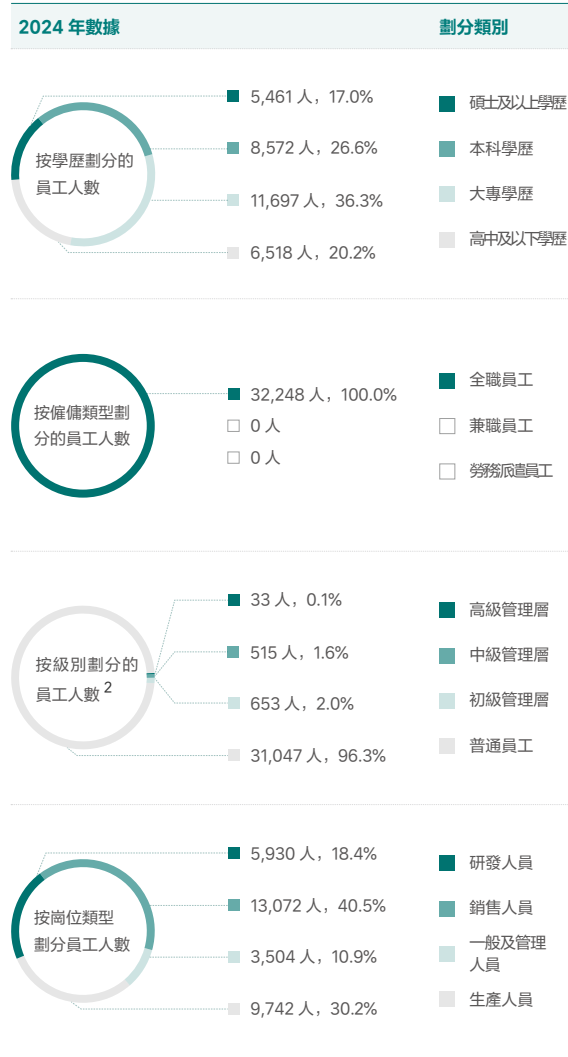 2024 年數據
劃分類別
按學歷劃分的
員工人數
5,461 人，17.0%
8,572 人，26.6%
11,697 人，36.3%
6,518 人，20.2%
碩士及以上學歷
本科學歷
大專學歷
高中及以下學歷
按僱傭類型劃
分的員工人數
32,248 人，100.0%
0 人
0 人
全職員工
兼職員工
勞務派遣員工
按級別劃分的
員工人數 2
33 人，0.1%
515 人，1.6%
653 人，2.0%
31,047 人，96.3%
高級管理層
中級管理層
初級管理層
普通員工
按崗位類型
劃分員工人數
5,930 人，18.4%
13,072 人，40.5%
3,504 人，10.9%
9,742 人，30.2%
研發人員
銷售人員
一般及管理
人員
生產人員